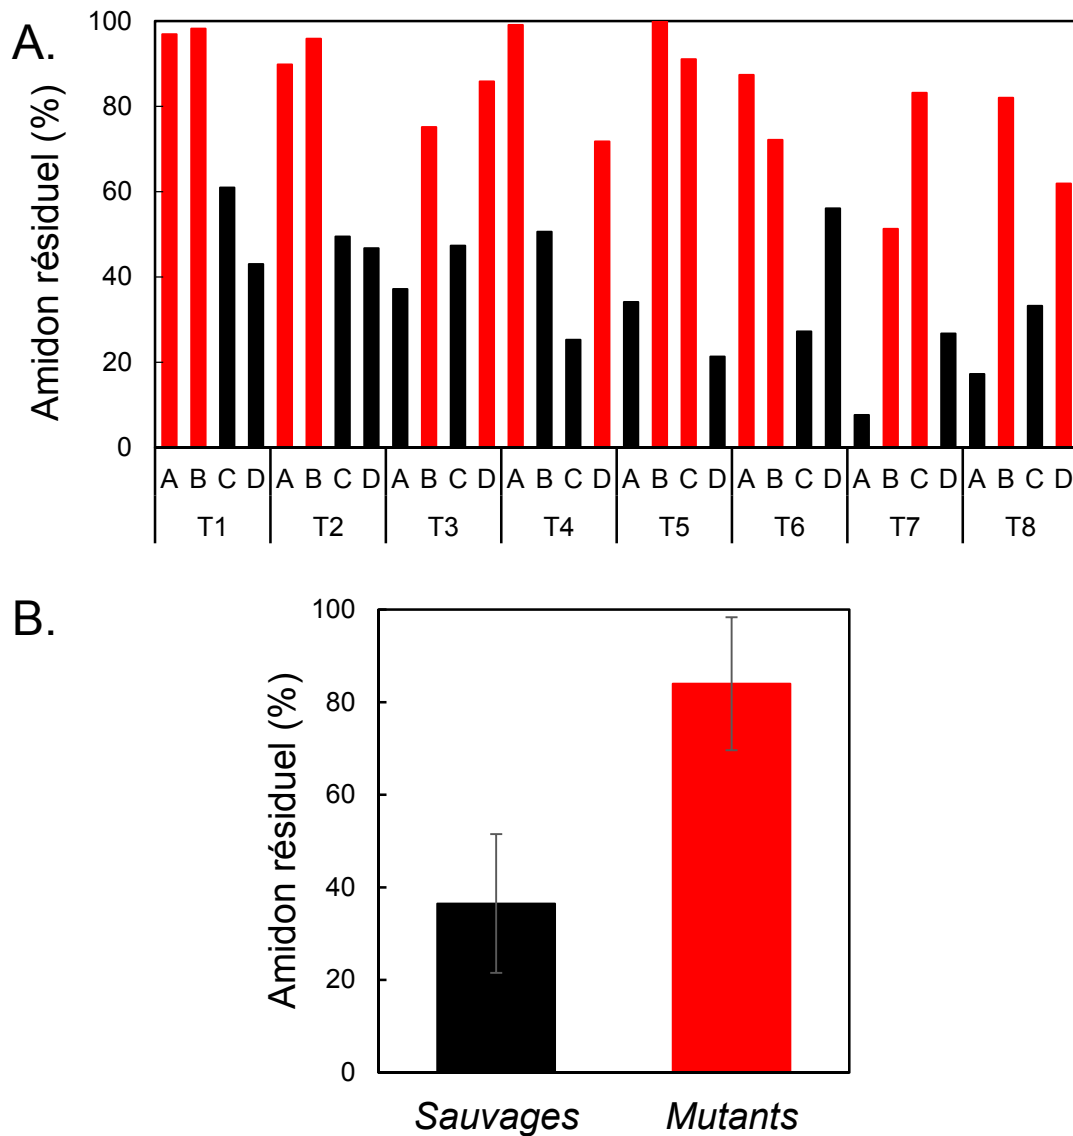 A.
Amidon résiduel (%)
100
80
60
40
20
0
A B C D A B C D A B C D A B C D A B C D A B C D A B C D A B C D
T1 T2 T3 T4 T5 T6 T7 T8
B.
Amidon résiduel (%)
100
80
60
40
20
0
Sauvages Mutants